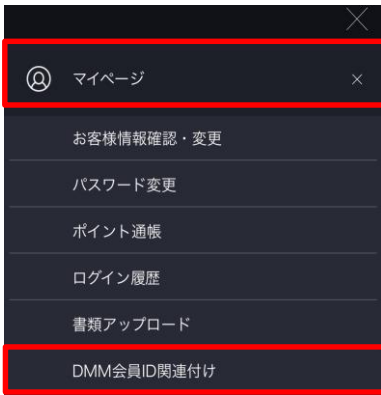 マイページ
お客様情報確認・変更
パスワード変更
ポイント通帳
ログイン履歴
書類アップロード
DMM会員ID関連付け